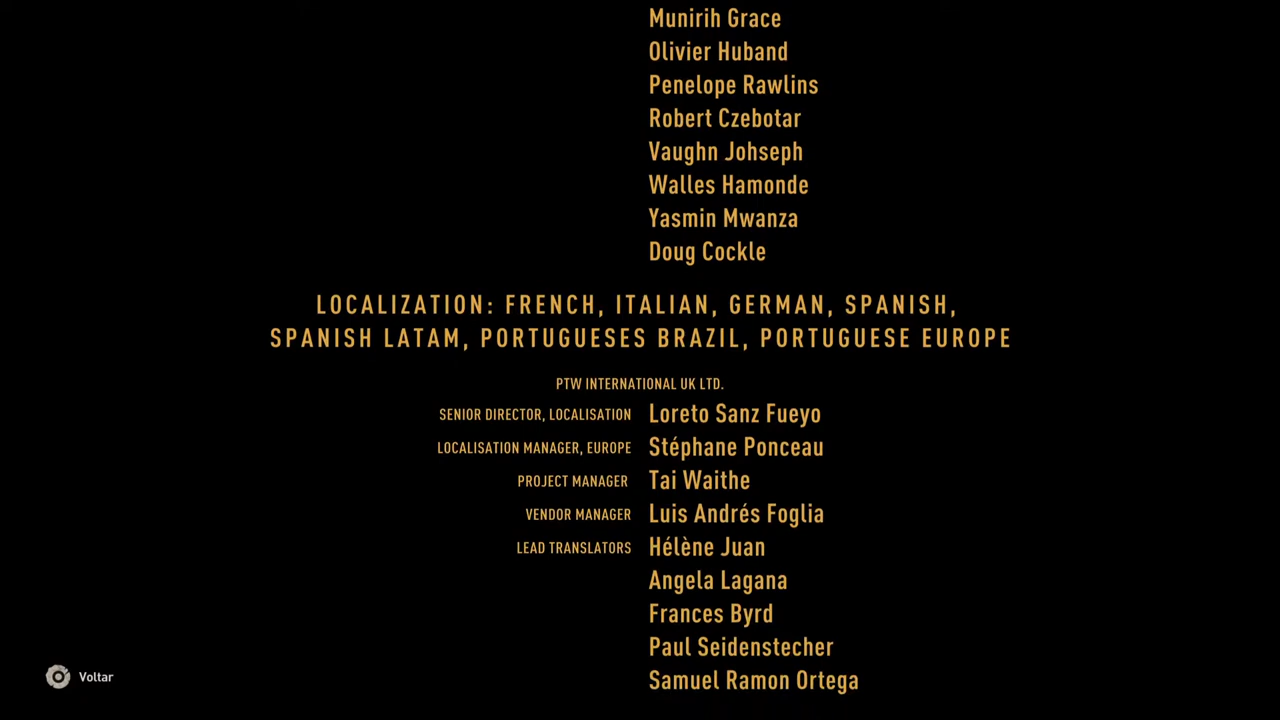 Munirih Grace
Olivier Huband
Penelope Rawlins
Robert Czebotar
Vaughn Johseph
Walles Hamonde
Yasmin Mwanza
Doug Cockle
LOCALIZATION: FRENCH, ITALIAN, GERMAN, SPANISH,
SPANISH LATAM, PORTUGUESES BRAZIL, PORTUGUESE EUROPE
PTW INTERNATIONAL UK LTD.
SENIOR DIRECTOR, LOCALISATION Loreto Sanz Fueyo
LOCALISATION MANAGER, EUROPE Stéphane Ponceau
PROJECT MANAGER Tai Waithe
VENDOR MANAGER Luis Andrés Foglia
LEAD TRANSLATORS Hélène Juan
Angela Lagana
Frances Byrd
Paul Seidenstecher
Samuel Ramon Ortega
Voltar